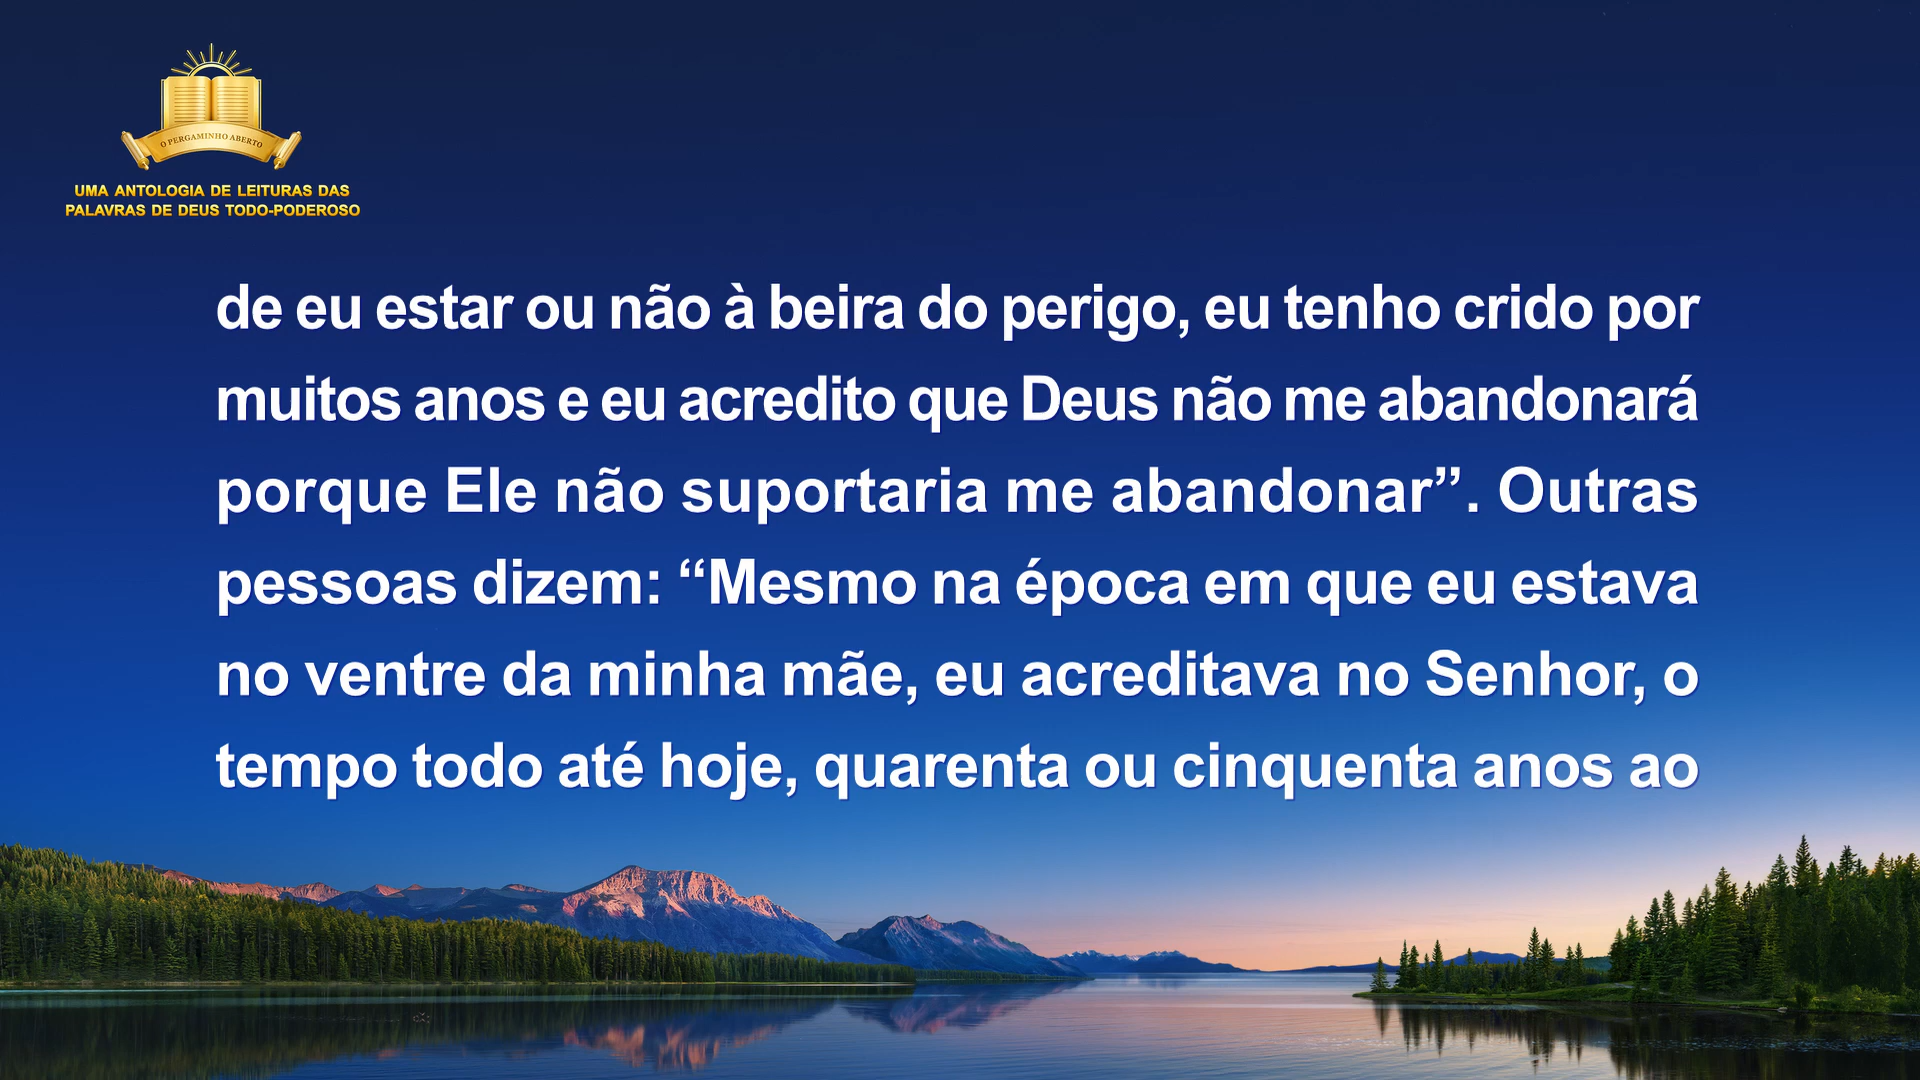 O PERGAMINHO ABERTO
UMA ANTOLOGIA DE LEITURAS DAS
PALAVRAS DE DEUS TODO-PODEROSO
de eu estar ou não à beira do perigo, eu tenho crido por
muitos anos e eu acredito que Deus não me abandonará
porque Ele não suportaria me abandonar”. Outras
pessoas dizem: “Mesmo na época em que eu estava
no ventre da minha mãe, eu acreditava no Senhor, o
tempo todo até hoje, quarenta ou cinquenta anos ao